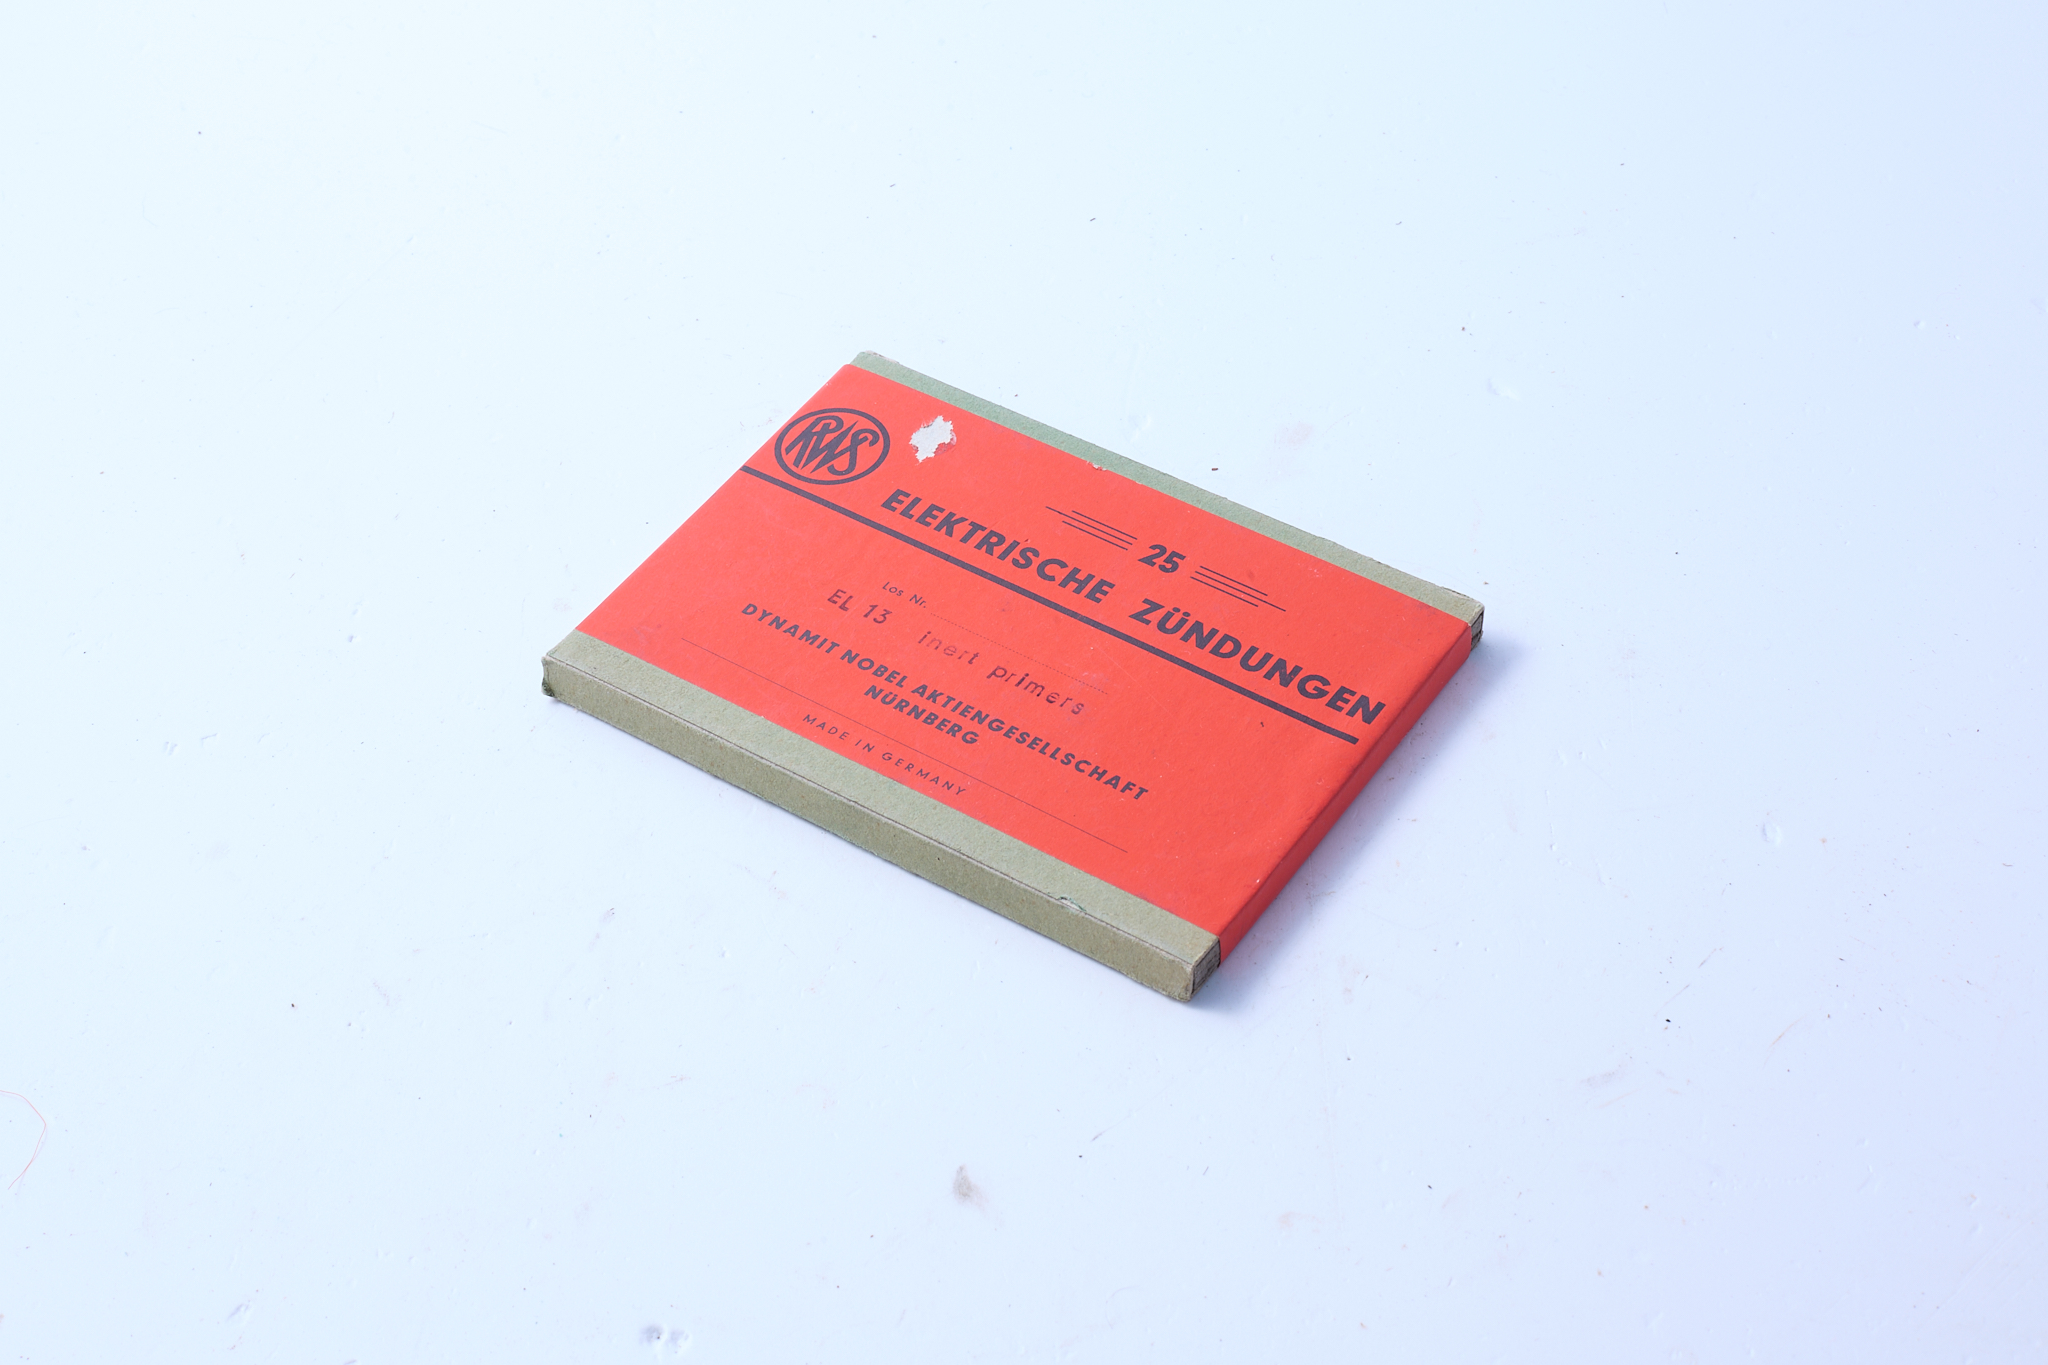 RWS
25
ELEKTRISCHE ZÜNDUNGEN
Los Nr.
EL 13 inert primers
DYNAMIT NOBEL AKTIENGESELLSCHAFT
NÜRNBERG
MADE IN GERMANY